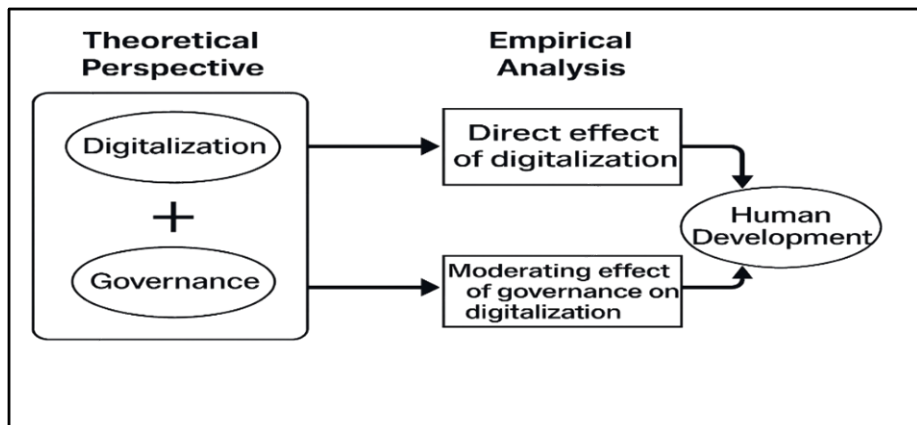 Theoretical
Perspective
Empirical
Analysis
Digitalization
+
Governance
Direct effect
of digitalization
Moderating effect
of governance on
digitalization
Human
Development